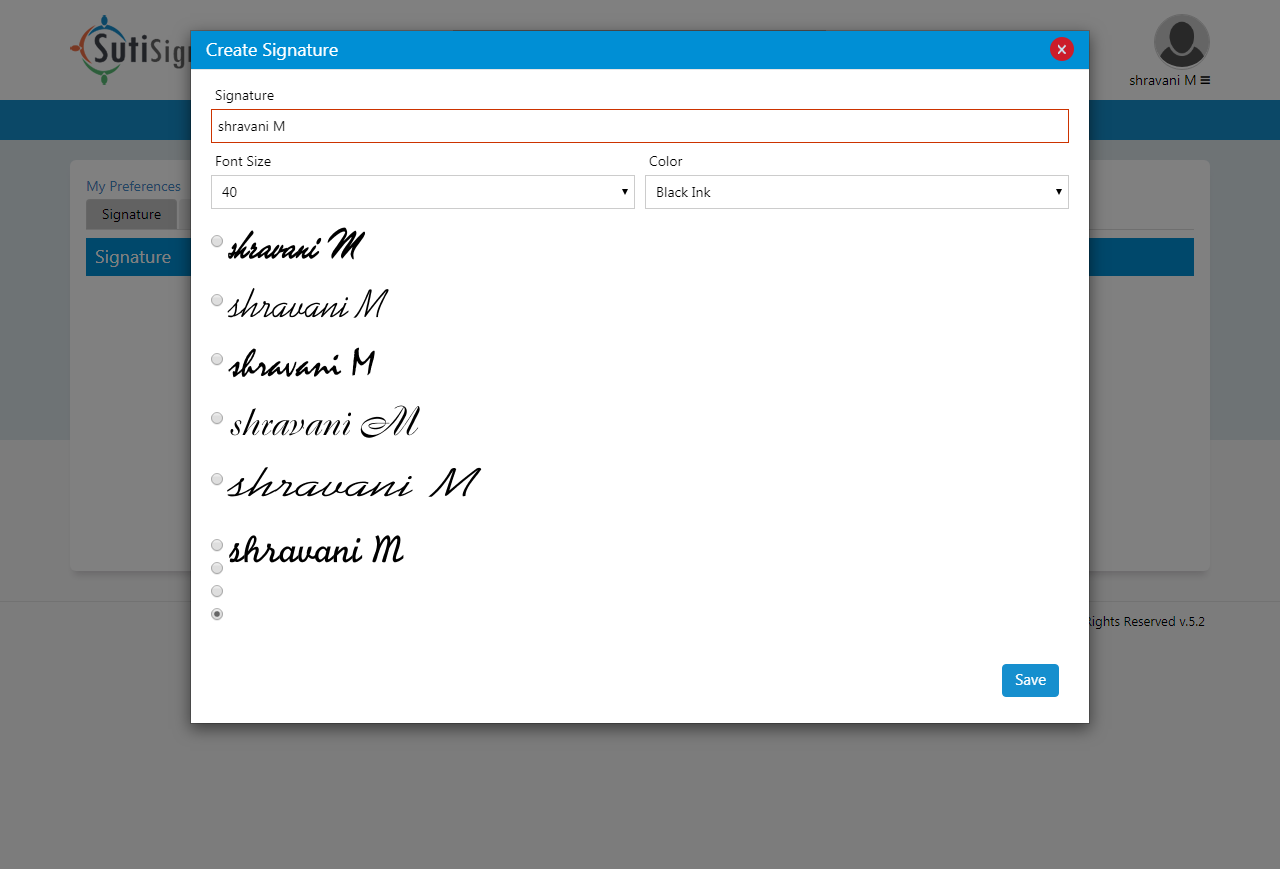 SutiSign
shravani M
Create Signature
x
Signature
shravani M
Font Size
Color
40
Black Ink
My Preferences
Signature
Signature
shravani M
shravani M
shravani M
shravani M
shravani M
shravani M
Rights Reserved v.5.2
Save